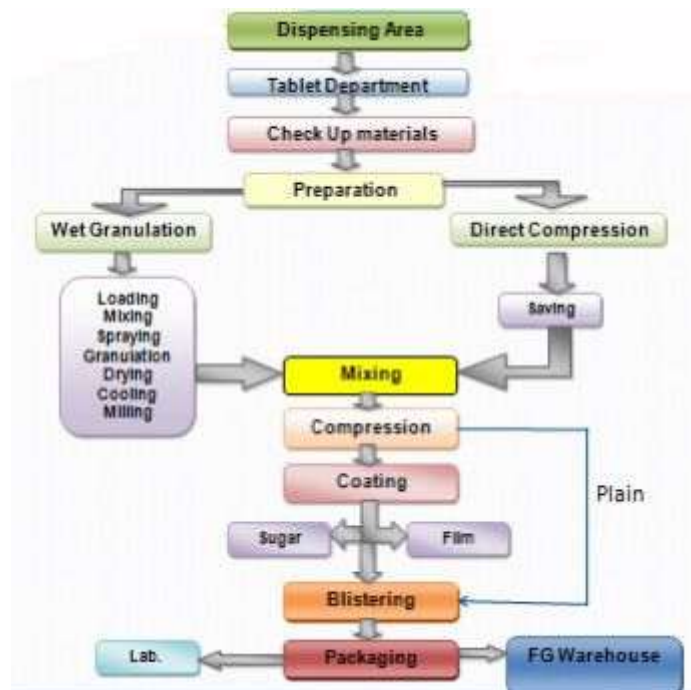 Dispensing Area
Tablet Department
Check Up materials
Preparation
Wet Granulation
Direct Compression
Loading
Mixing
Spraying
Granulation
Drying
Cooling
Milling
Saving
Mixing
Compression
Coating
Plain
Sugar
Film
Blistering
Lab.
Packaging
FG Warehouse